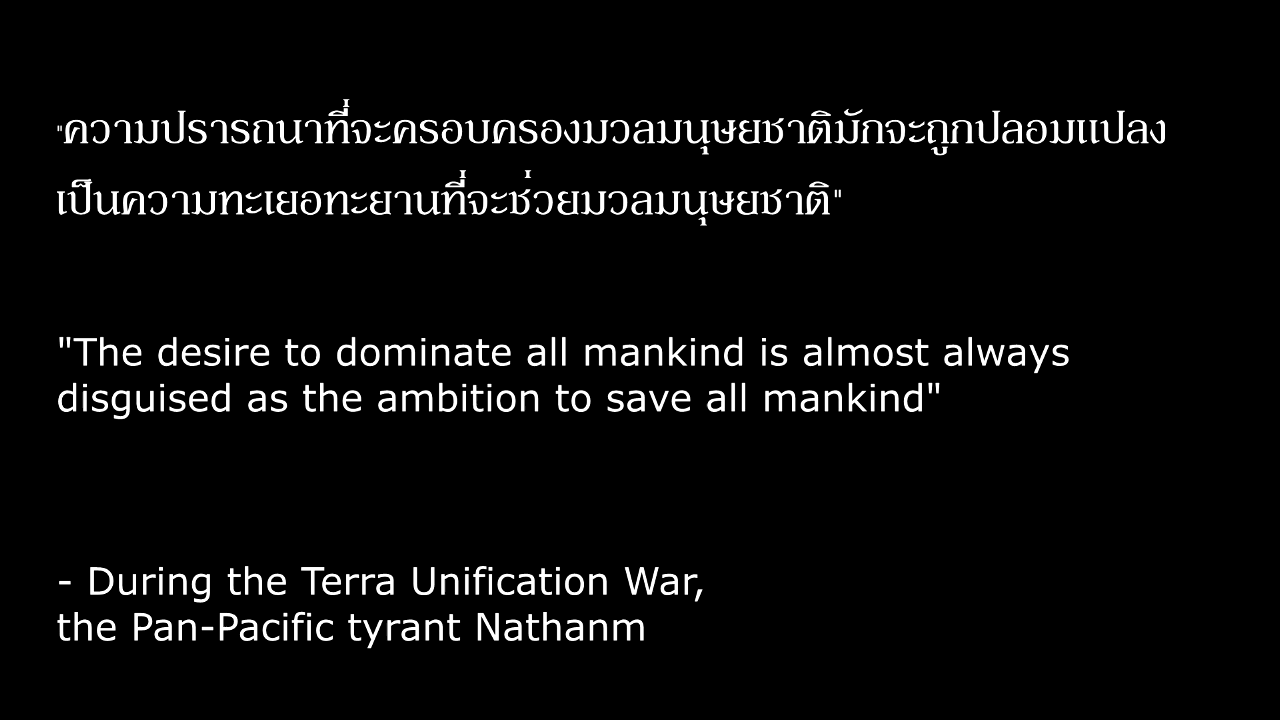 "ความปรารถนาที่จะครอบครองมวลมนุษยชาติมักจะถูกปลอมแปลง
เป็นความทะเยอทะยานที่จะช่วยมวลมนุษยชาติ"
"The desire to dominate all mankind is almost always
disguised as the ambition to save all mankind"
- During the Terra Unification War,
the Pan-Pacific tyrant Nathanm